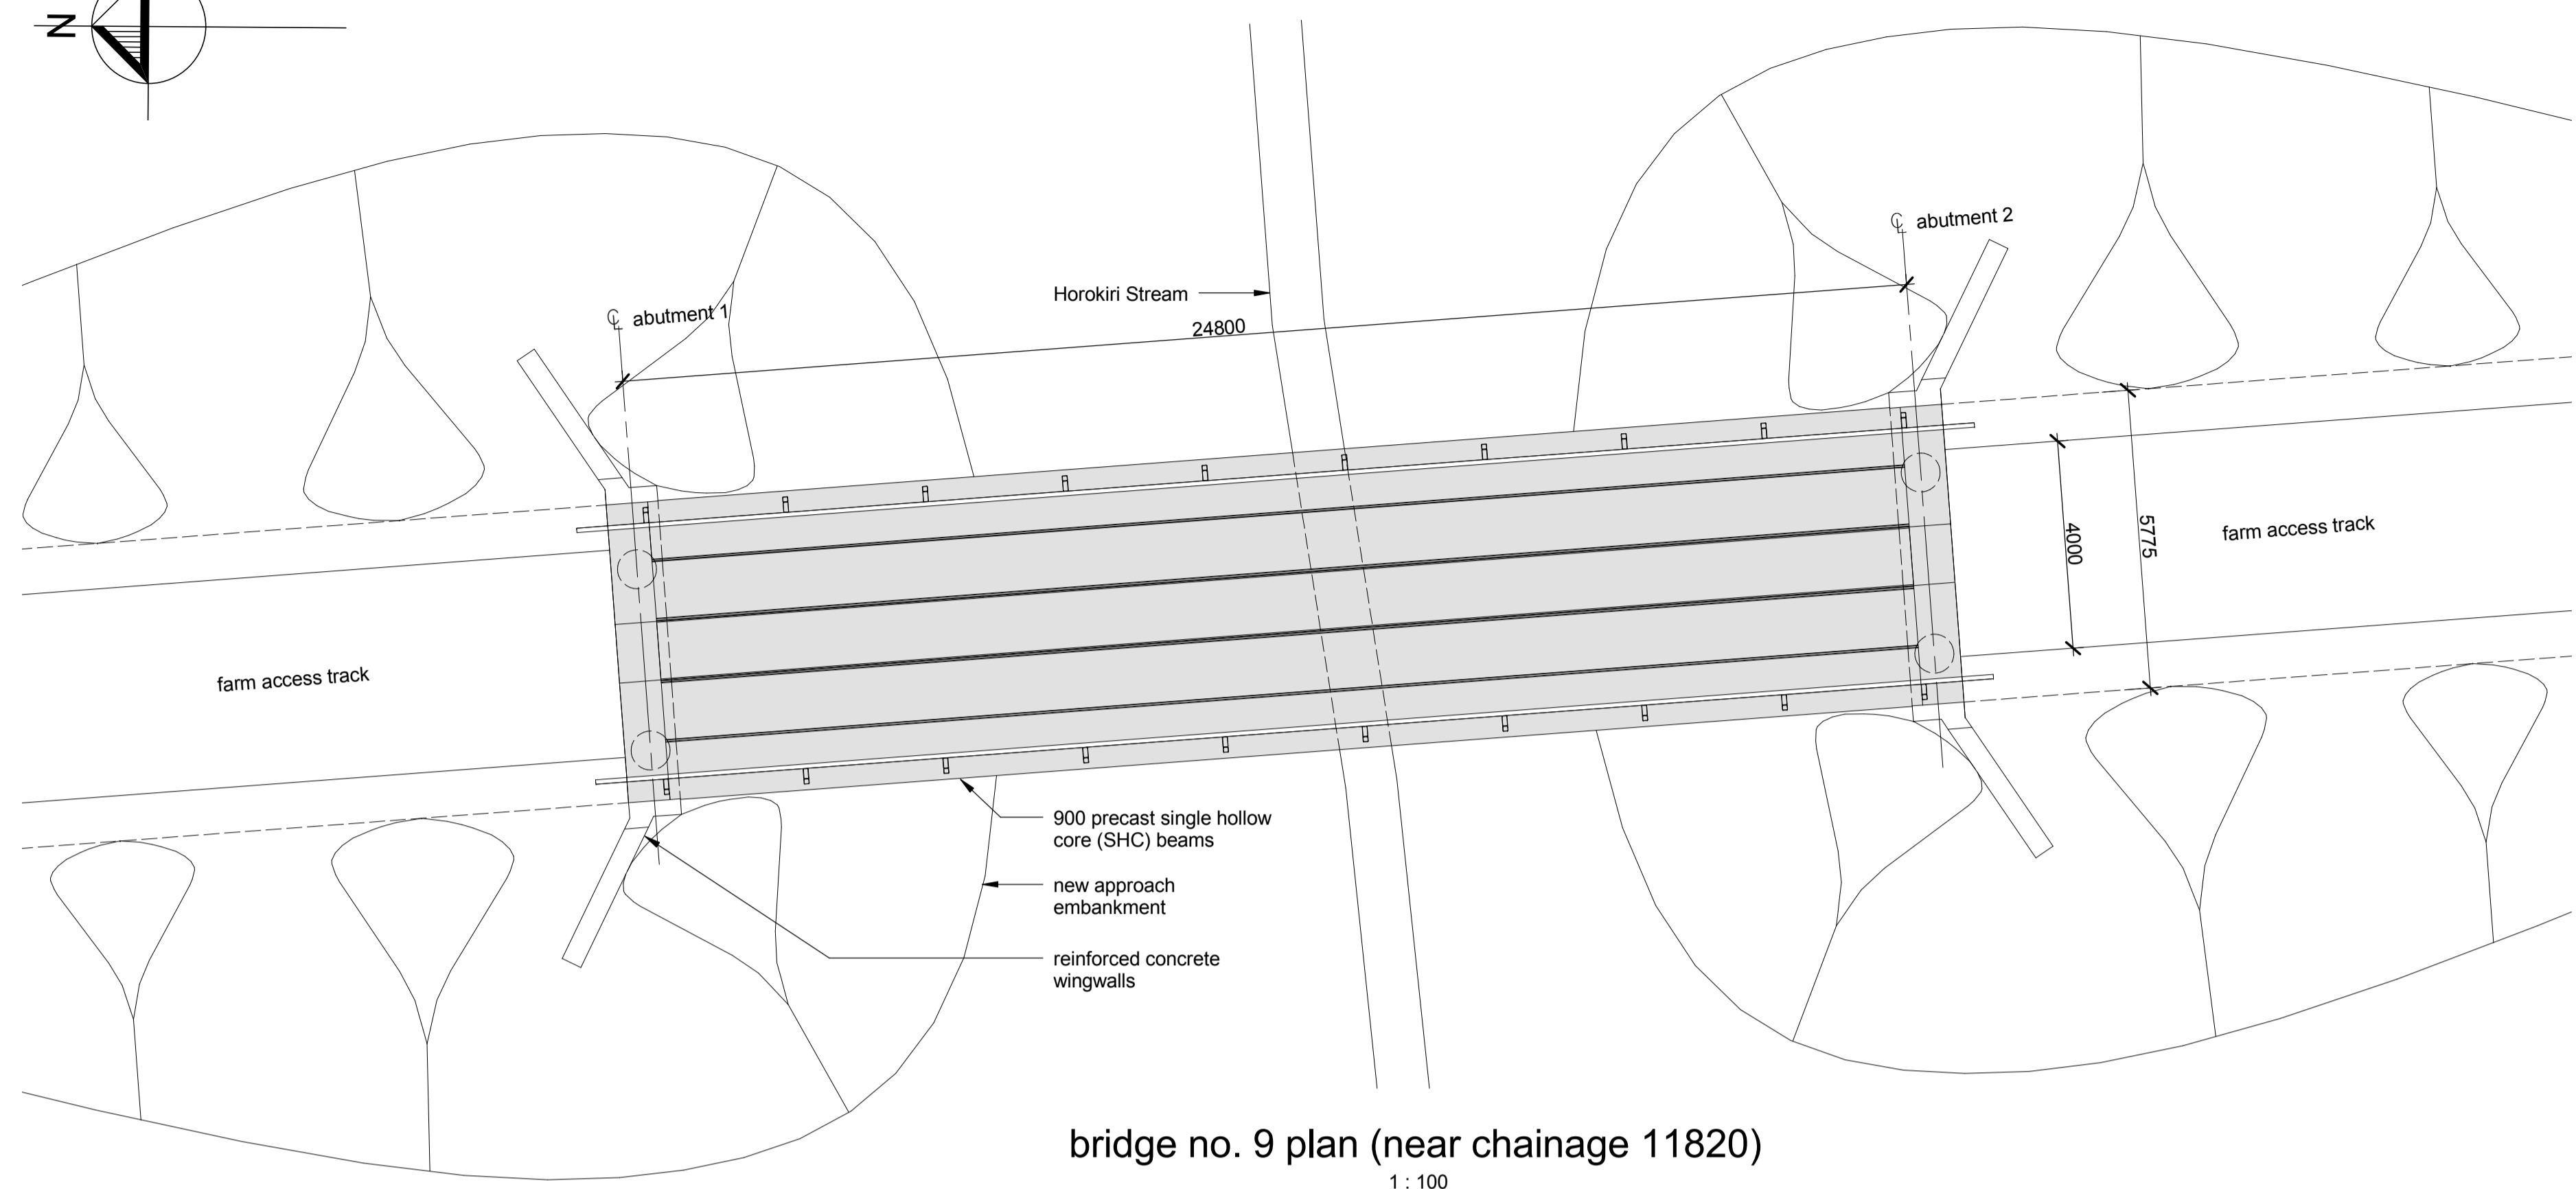 N
℄ abutment 2
Horokiri Stream
℄ abutment 1
24800
4000
5775
farm access track
farm access track
900 precast single hollow
core (SHC) beams
new approach
embankment
reinforced concrete
wingwalls
bridge no. 9 plan (near chainage 11820)
1 : 100